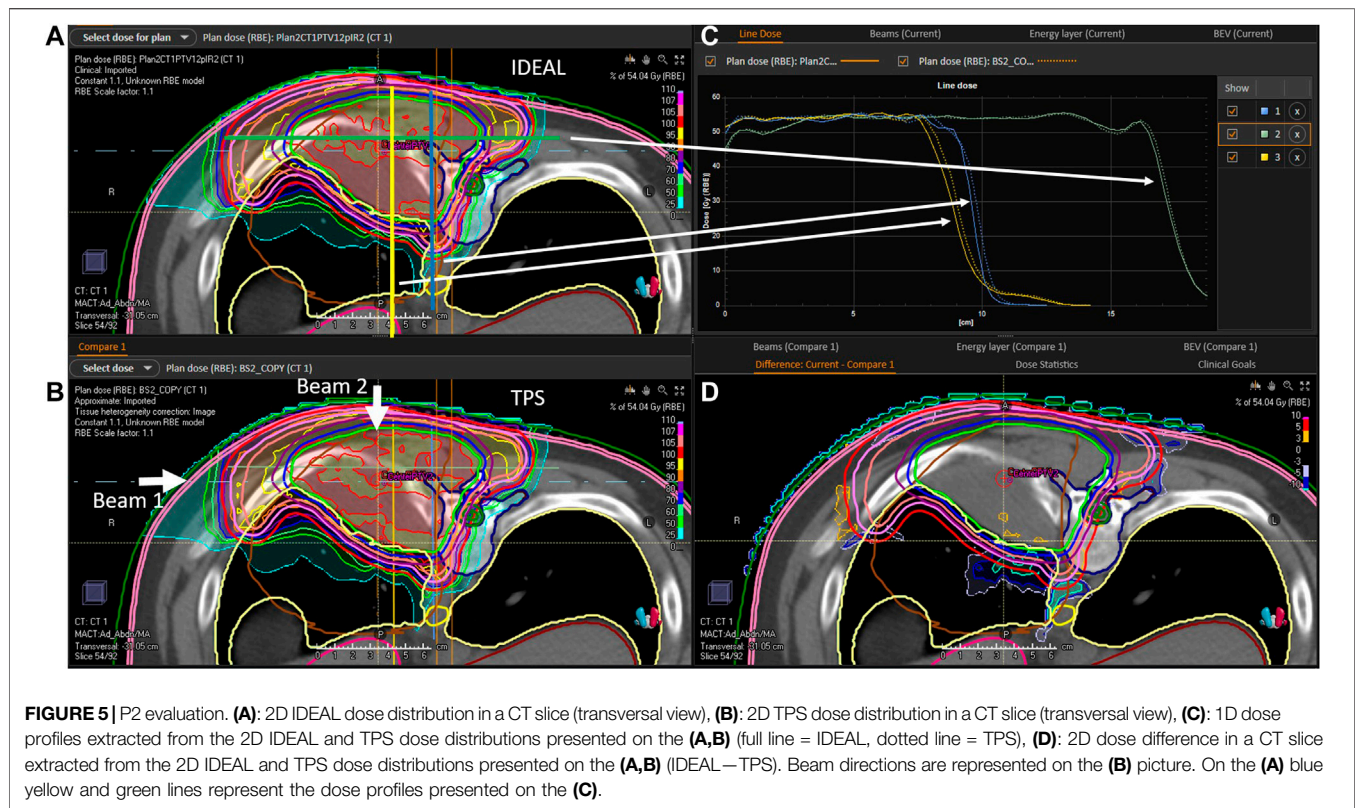 A
Select dose for plan
Plan dose (RBE): Plan2CT1PTV12pIR2 (CT 1)
Plan dose (RBE): Plan2CT1PTV12pIR2 (CT 1)
Clinical: Imported
Constant 1.1, Unknown RBE model
RBE Scale factor: 1.1
IDEAL
% of 54.04 Gy (RBE)
110
107
105
95
90
80
70
60
50
25
0
A
R
L
P
CT: CT 1
MACT:Ad_Abdn/MA
Transversal: -31.05 cm
Slice 54/92
0 1 2 3 4 5 6 cm
C
Line Dose
Beams (Current)
Energy layer (Current)
BEV (Current)
Plan dose (RBE): Plan2C...
Plan dose (RBE): BS2_CO...
Line dose
Dose [Gy (RBE)]
60
50
40
30
20
10
0
0 5 10 15
[cm]
Show
1 x
2 x
3 x
Compare 1
B
Select dose
Plan dose (RBE): BS2_COPY (CT 1)
Plan dose (RBE): BS2_COPY (CT 1)
Approximate: Imported
Tissue heterogeneity correction: Image
Constant 1.1, Unknown RBE model
RBE Scale factor: 1.1
Beam 2
TPS
% of 54.04 Gy (RBE)
110
107
105
95
90
80
70
60
50
25
0
Beam 1
R
L
P
CT: CT 1
MACT:Ad_Abdn/MA
Transversal: -31.05 cm
Slice 54/92
0 1 2 3 4 5 6 cm
Beams (Compare 1)
Energy layer (Compare 1)
BEV (Compare 1)
Difference: Current - Compare 1
Dose Statistics
Clinical Goals
D
% of 54.04 Gy (RBE)
10
5
3
0
-3
-5
-10
A
R
L
P
CT: CT 1
MACT:Ad_Abdn/MA
Transversal: -31.05 cm
Slice 54/92
0 1 2 3 4 5 6 cm
FIGURE 5 | P2 evaluation. (A): 2D IDEAL dose distribution in a CT slice (transversal view), (B): 2D TPS dose distribution in a CT slice (transversal view), (C): 1D dose
profiles extracted from the 2D IDEAL and TPS dose distributions presented on the (A,B) (full line = IDEAL, dotted line = TPS), (D): 2D dose difference in a CT slice
extracted from the 2D IDEAL and TPS dose distributions presented on the (A,B) (IDEAL—TPS). Beam directions are represented on the (B) picture. On the (A) blue
yellow and green lines represent the dose profiles presented on the (C).